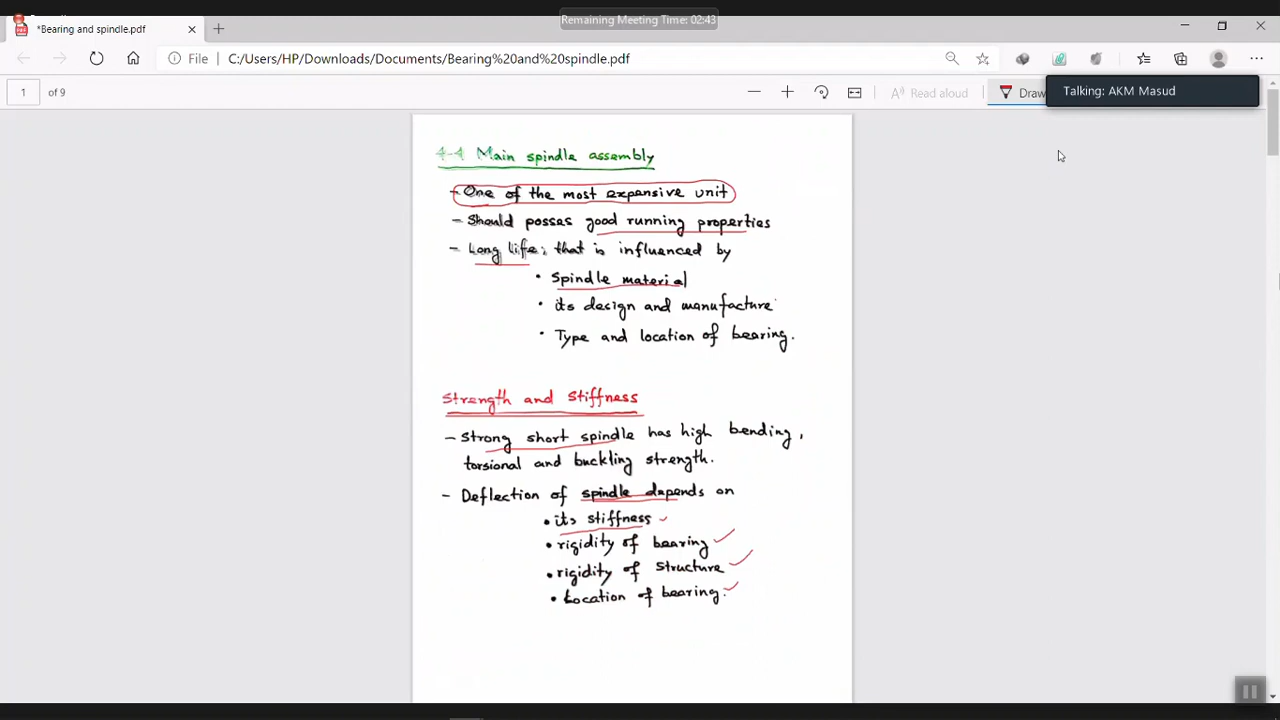 Remaining Meeting Time: 02:43
*Bearing and spindle.pdf
File
C:/Users/HP/Downloads/Documents/Bearing%20and%20spindle.pdf
1 of 9
Read aloud
Draw
Talking: AKM Masud
4-4 Main spindle assembly
- One of the most expensive unit
- Should posses good running properties
- Long life; that is influenced by
• Spindle material
• its design and manufacture
• Type and location of bearing.
Strength and Stiffness
- Strong short spindle has high bending,
torsional and buckling strength.
- Deflection of spindle depends on
• its stiffness
• rigidity of bearing
• rigidity of structure
• Location of bearing.